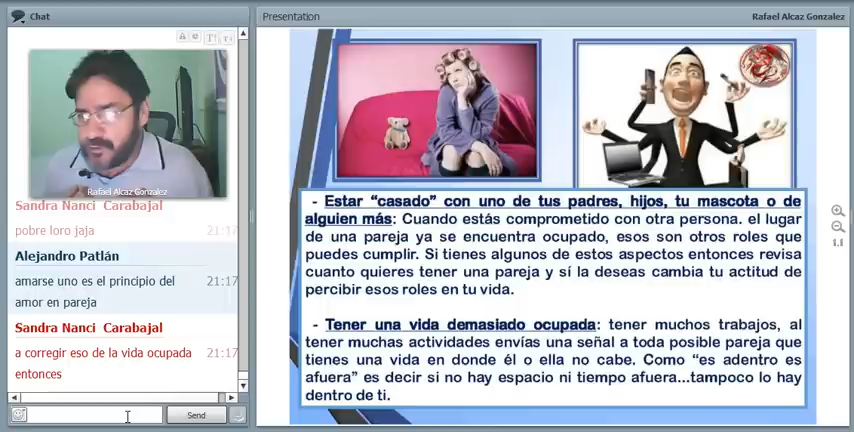 Chat
Rafael Alcaz Gonzalez
Sandra Nanci Carabajal
pobre loro jaja 21:17
Alejandro Patlán
amarse uno es el principio del 21:17
amor en pareja
Sandra Nanci Carabajal
a corregir eso de la vida ocupada 21:17
entonces
Send
Presentation
Rafael Alcaz Gonzalez
- Estar “casado” con uno de tus padres, hijos, tu mascota o de
alguien más: Cuando estás comprometido con otra persona. el lugar
de una pareja ya se encuentra ocupado, esos son otros roles que
puedes cumplir. Si tienes algunos de estos aspectos entonces revisa
cuanto quieres tener una pareja y sí la deseas cambia tu actitud de
percibir esos roles en tu vida.
- Tener una vida demasiado ocupada: tener muchos trabajos, al
tener muchas actividades envías una señal a toda posible pareja que
tienes una vida en donde él o ella no cabe. Como “es adentro es
afuera” es decir si no hay espacio ni tiempo afuera...tampoco lo hay
dentro de ti.
1.1